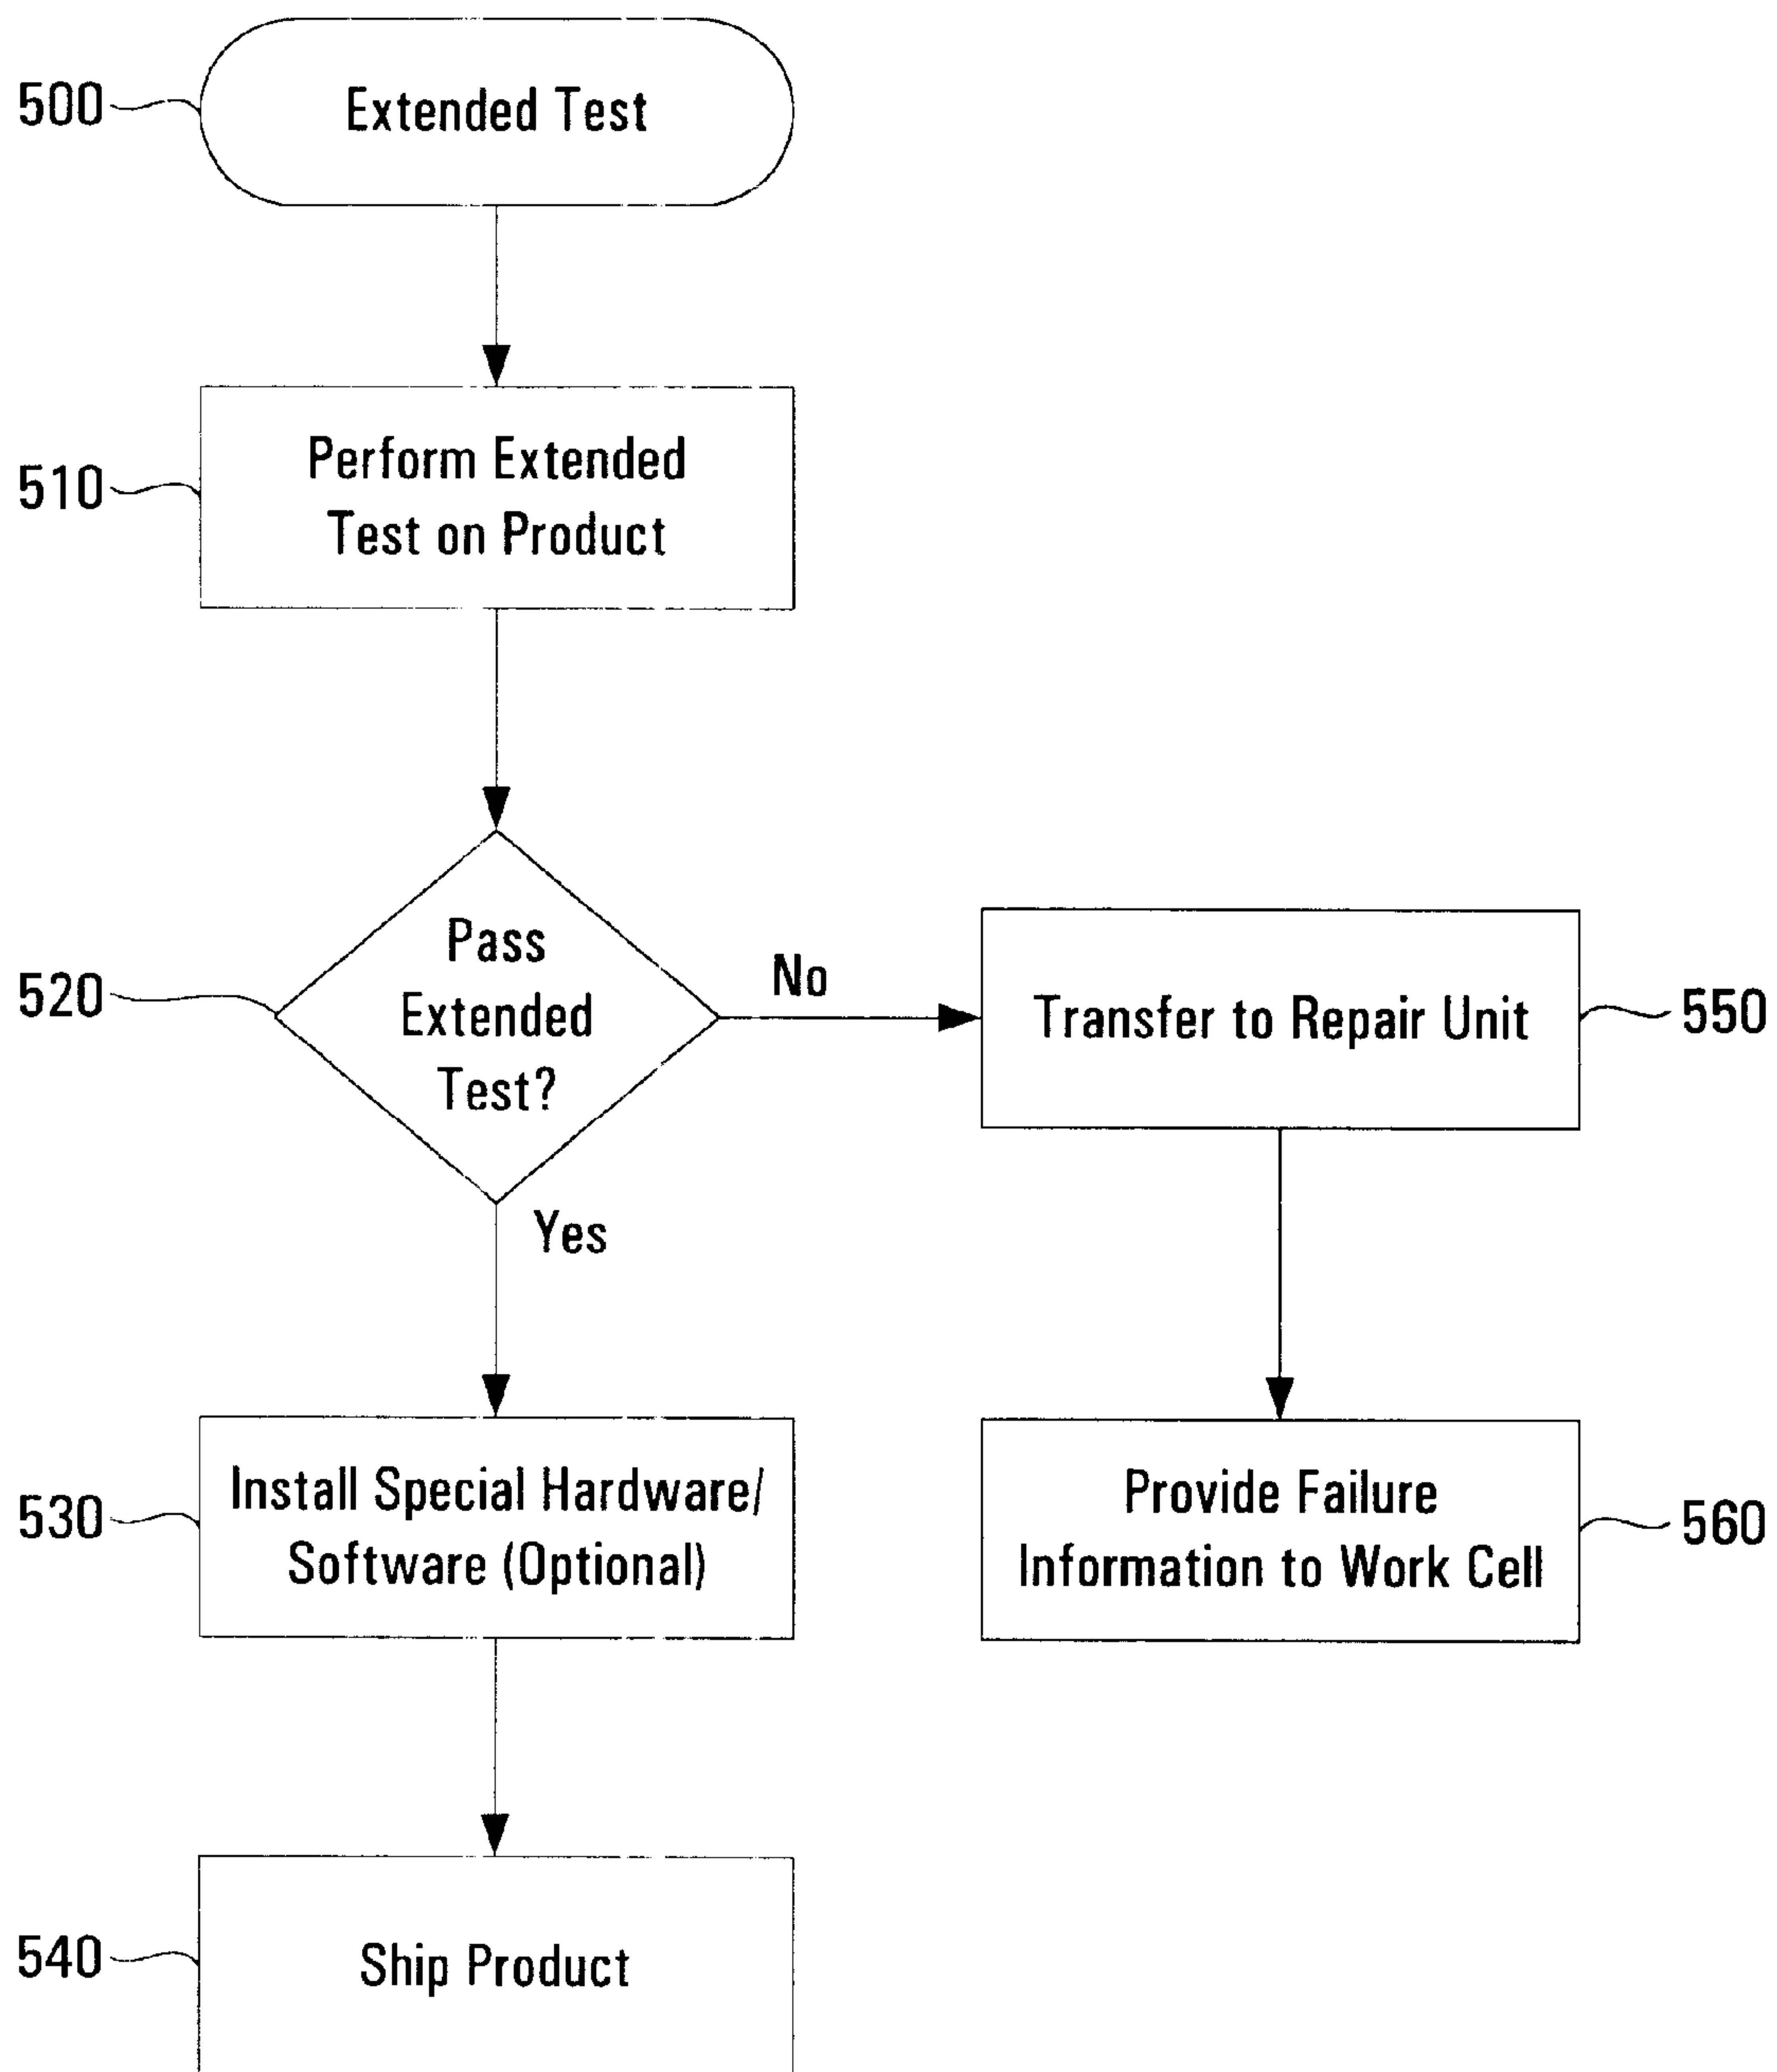 500
Extended Test
510
Perform Extended
Test on Product
520
Pass
Extended
Test?
No
Yes
Transfer to Repair Unit
550
530
Install Special Hardware/
Software (Optional)
Provide Failure
Information to Work Cell
560
540
Ship Product